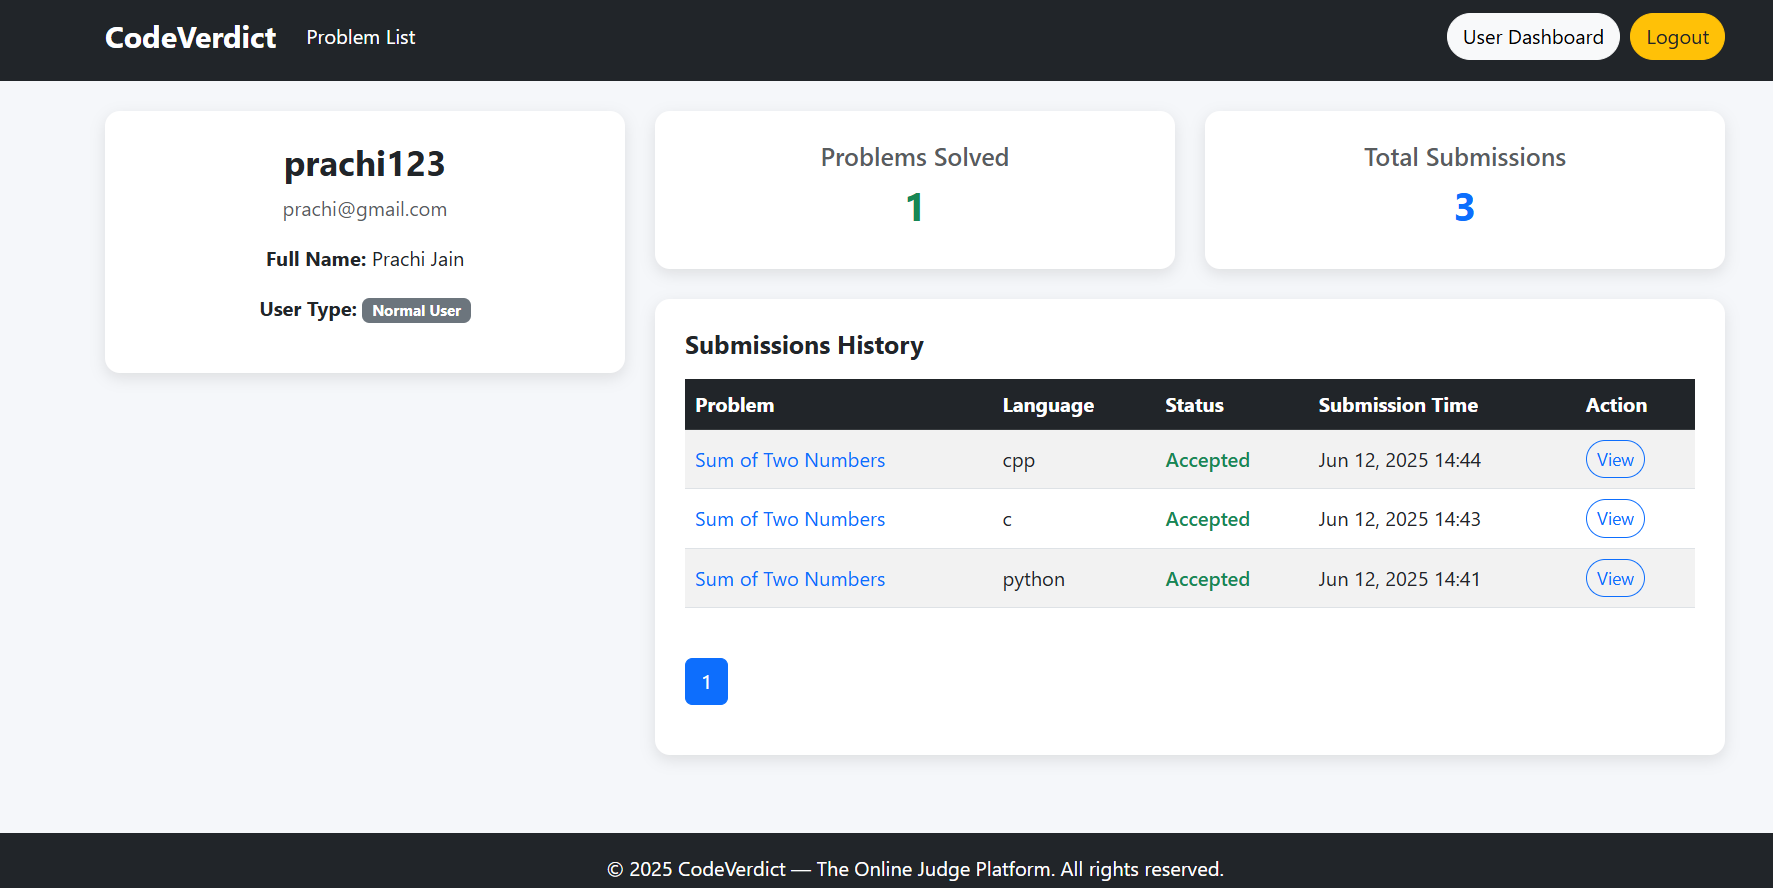 CodeVerdict Problem List User Dashboard Logout
prachi123
prachi@gmail.com
Full Name: Prachi Jain
User Type: Normal User
Problems Solved
1
Total Submissions
3
Submissions History
Problem Language Status Submission Time Action
Sum of Two Numbers cpp Accepted Jun 12, 2025 14:44 View
Sum of Two Numbers c Accepted Jun 12, 2025 14:43 View
Sum of Two Numbers python Accepted Jun 12, 2025 14:41 View
1
© 2025 CodeVerdict — The Online Judge Platform. All rights reserved.